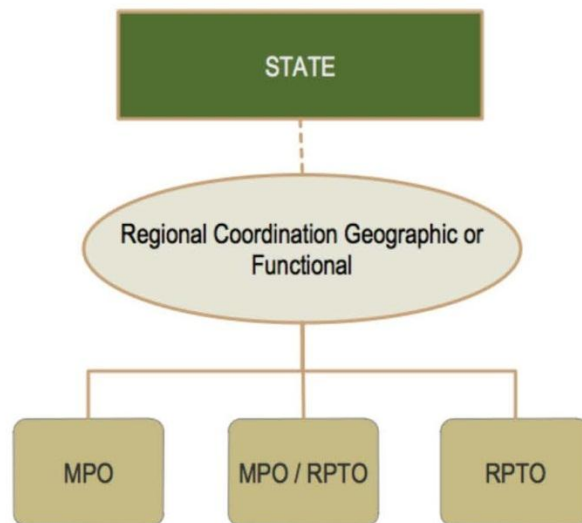 STATE
Regional Coordination Geographic or
Functional
MPO
MPO / RPTO
RPTO